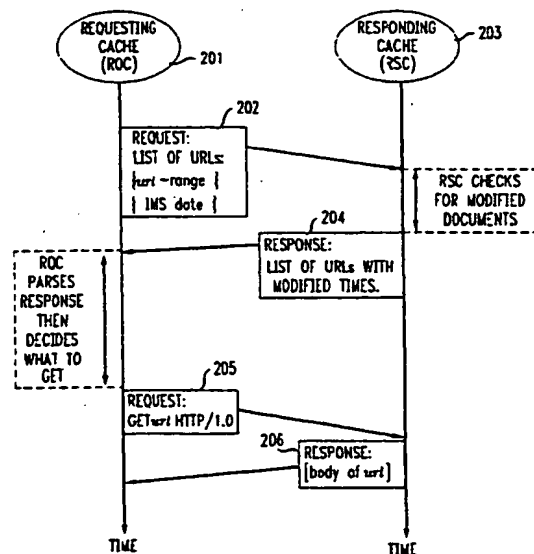 REQUESTING
CACHE
(ROC)
201
RESPONDING
CACHE
(RSC)
203
202
REQUEST:
LIST OF URLs:
{url-range {
} IMS date {
RSC CHECKS
FOR MODIFIED
DOCUMENTS
204
RESPONSE:
LIST OF URLs WITH
MODIFIED TIMES.
ROC
PARSES
RESPONSE
THEN
DECIDES
WHAT TO
GET
205
REQUEST:
GET url HTTP/1.0
206
RESPONSE:
[body of url]
TIME
TIME